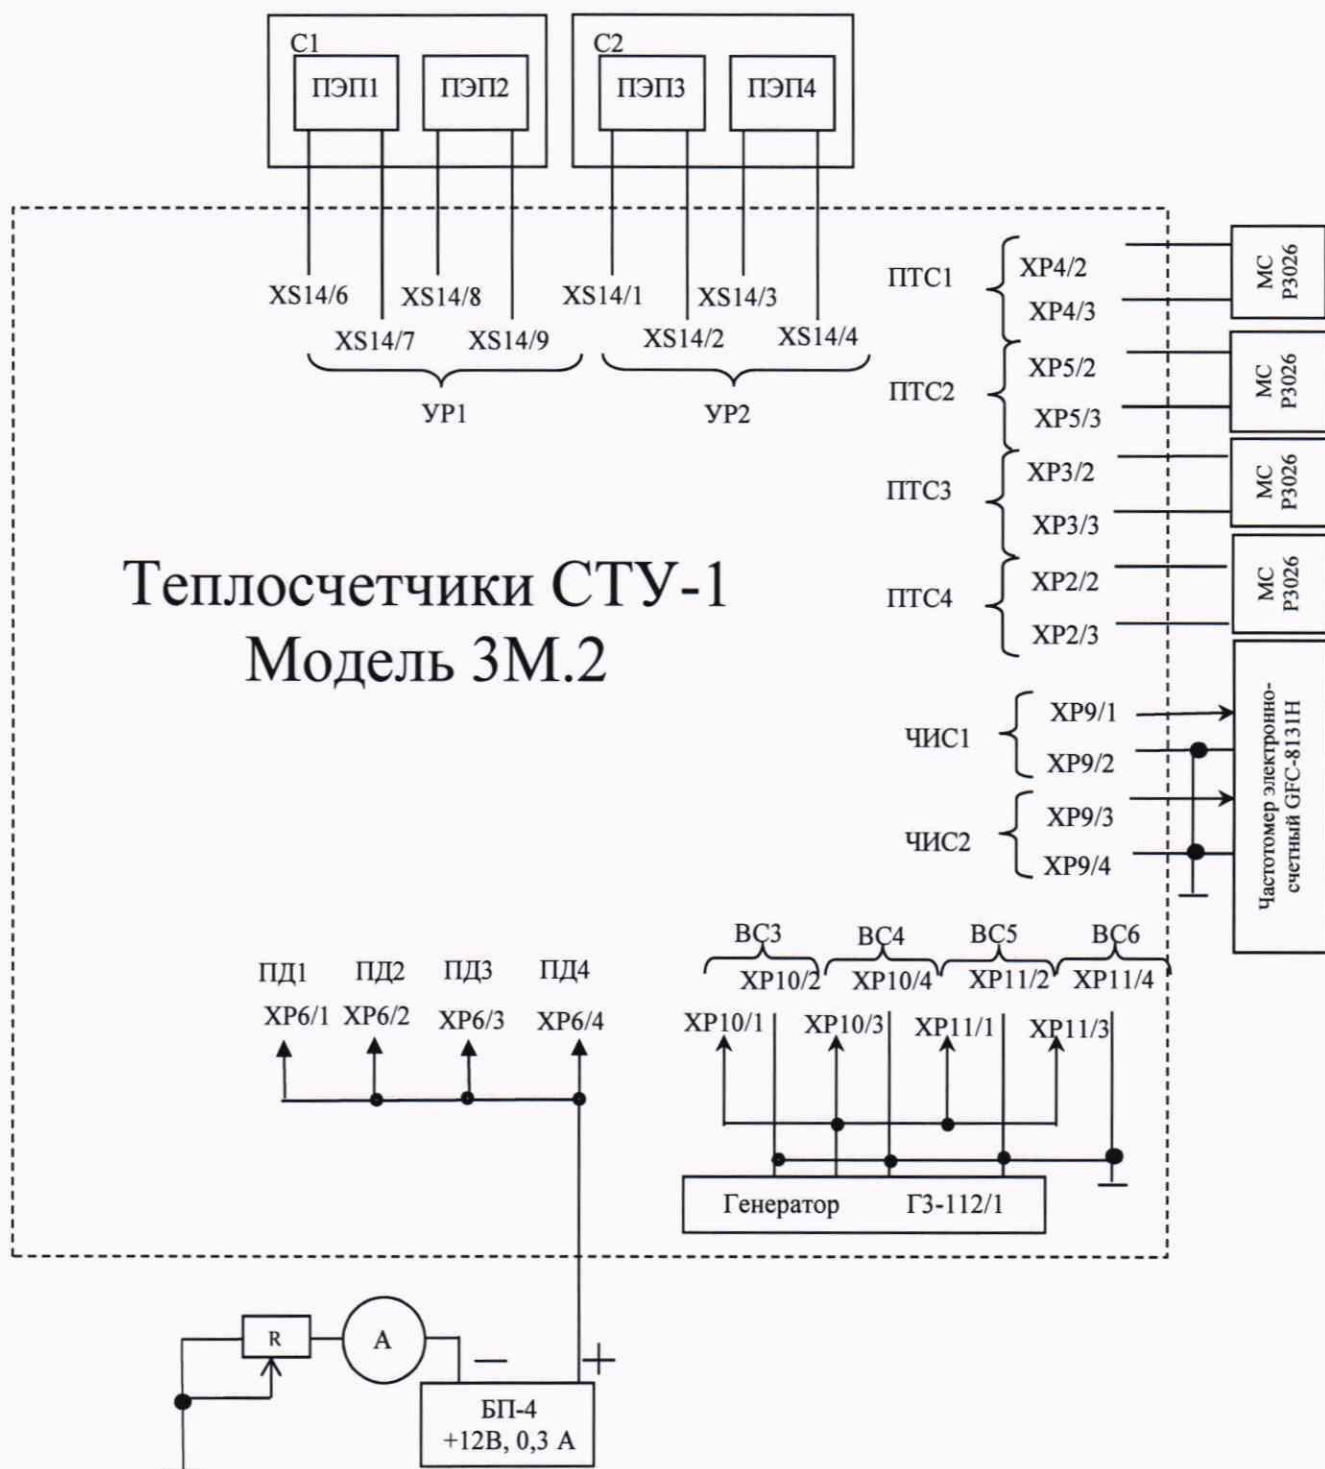 С1
С2
ПЭП1
ПЭП2
ПЭП3
ПЭП4
XS14/6
XS14/8
XS14/1
XS14/3
XS14/7
XS14/9
XS14/2
XS14/4
УР1
УР2
ПТС1
ХР4/2
ХР4/3
МС
Р3026
ПТС2
ХР5/2
ХР5/3
МС
Р3026
ПТС3
ХР3/2
ХР3/3
МС
Р3026
ПТС4
ХР2/2
ХР2/3
МС
Р3026
Теплосчетчики СТУ-1
Модель 3М.2
ЧИС1
ХР9/1
ХР9/2
ЧИС2
ХР9/3
ХР9/4
Частотомер электронно-
счетный GFC-8131H
ПД1
ПД2
ПД3
ПД4
ХР6/1
ХР6/2
ХР6/3
ХР6/4
ВС3
ВС4
ВС5
ВС6
ХР10/2
ХР10/4
ХР11/2
ХР11/4
ХР10/1
ХР10/3
ХР11/1
ХР11/3
Генератор Г3-112/1
R
А
— +
БП-4
+12В, 0,3 А